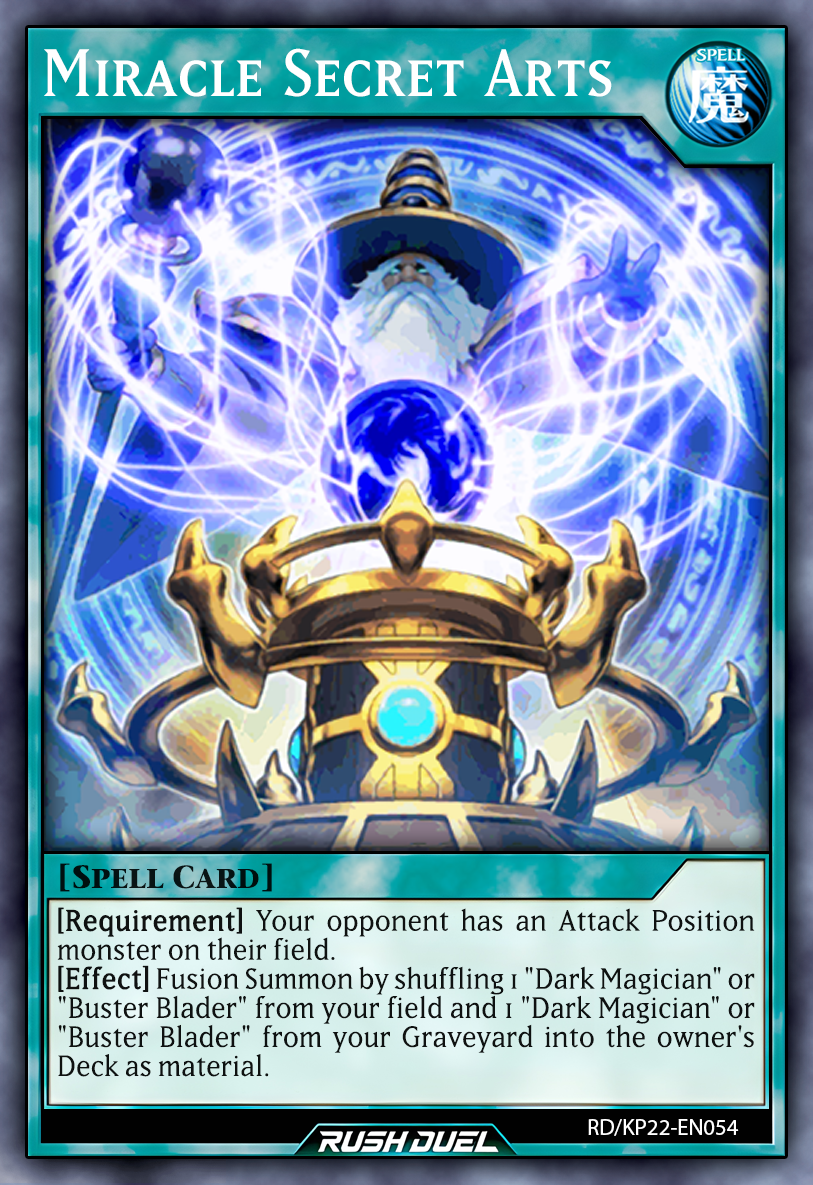 Miracle Secret Arts
SPELL
魔
[Spell Card]
[Requirement] Your opponent has an Attack Position
monster on their field.
[Effect] Fusion Summon by shuffling 1 "Dark Magician" or
"Buster Blader" from your field and 1 "Dark Magician" or
"Buster Blader" from your Graveyard into the owner's
Deck as material.
RD/KP22-EN054
RUSH DUEL